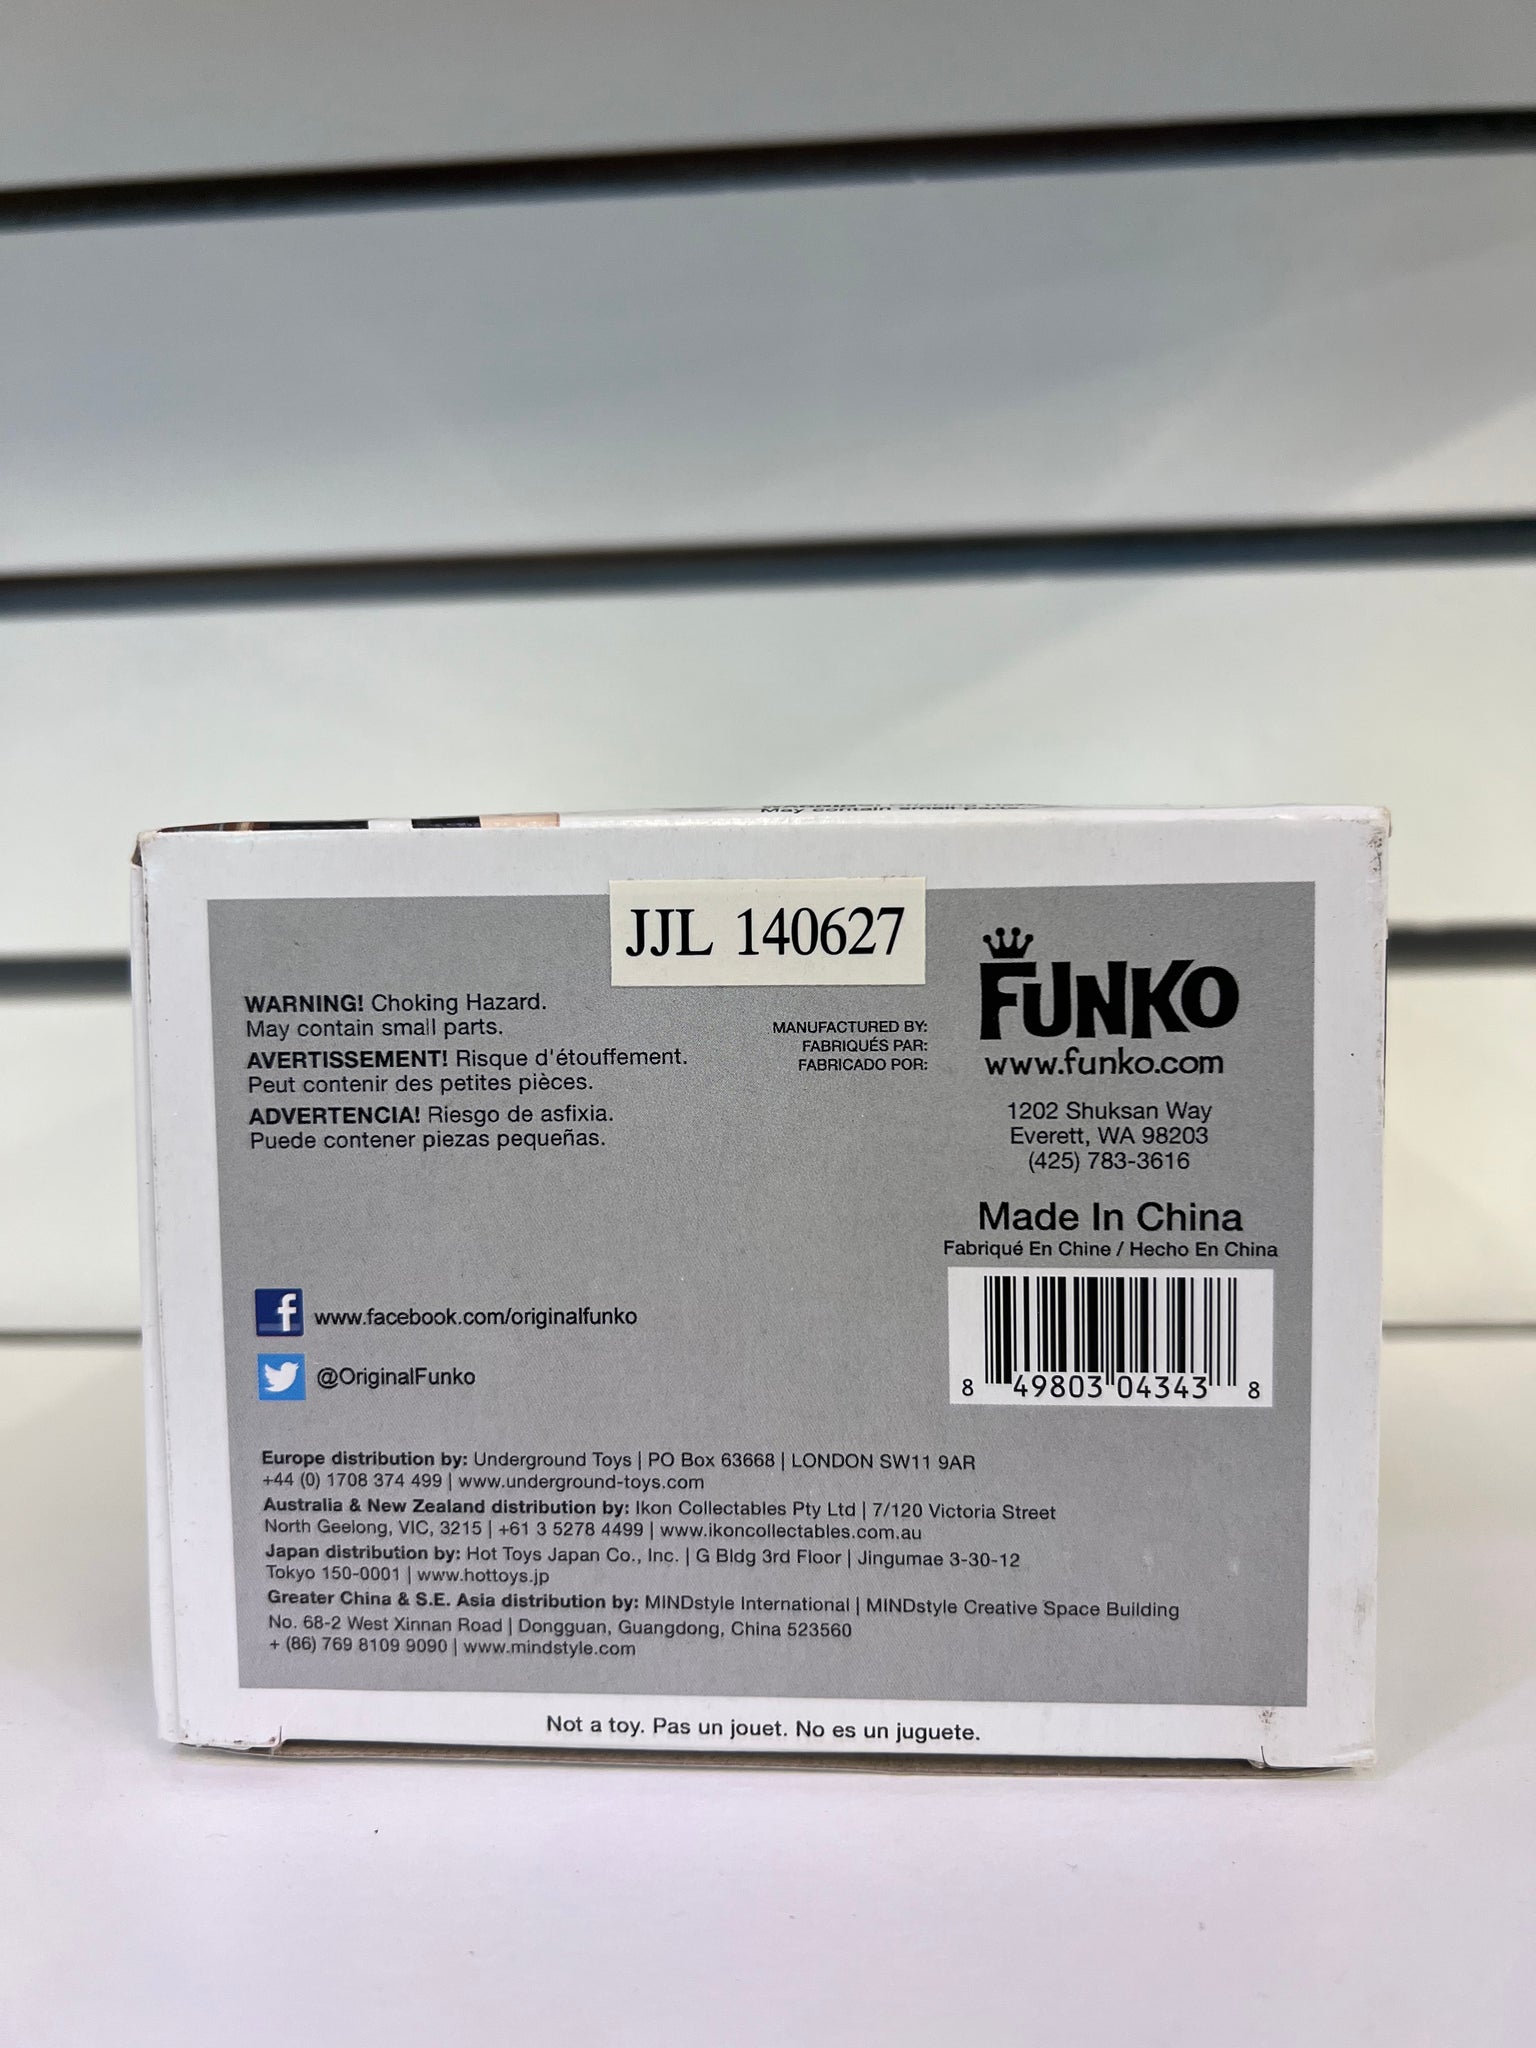 May contain small parts.
JJL 140627
WARNING! Choking Hazard.
May contain small parts.
AVERTISSEMENT! Risque d'étouffement.
Peut contenir des petites pièces.
ADVERTENCIA! Riesgo de asfixia.
Puede contener piezas pequeñas.
MANUFACTURED BY:
FABRIQUÉS PAR:
FABRICADO POR:
FUNKO
www.funko.com
1202 Shuksan Way
Everett, WA 98203
(425) 783-3616
Made In China
Fabriqué En Chine / Hecho En China
8 49803 04343 8
f www.facebook.com/originalfunko
@OriginalFunko
Europe distribution by: Underground Toys | PO Box 63668 | LONDON SW11 9AR
+44 (0) 1708 374 499 | www.underground-toys.com
Australia & New Zealand distribution by: Ikon Collectables Pty Ltd | 7/120 Victoria Street
North Geelong, VIC, 3215 | +61 3 5278 4499 | www.ikoncollectables.com.au
Japan distribution by: Hot Toys Japan Co., Inc. | G Bldg 3rd Floor | Jingumae 3-30-12
Tokyo 150-0001 | www.hottoys.jp
Greater China & S.E. Asia distribution by: MINDstyle International | MINDstyle Creative Space Building
No. 68-2 West Xinnan Road | Dongguan, Guangdong, China 523560
+ (86) 769 8109 9090 | www.mindstyle.com
Not a toy. Pas un jouet. No es un juguete.